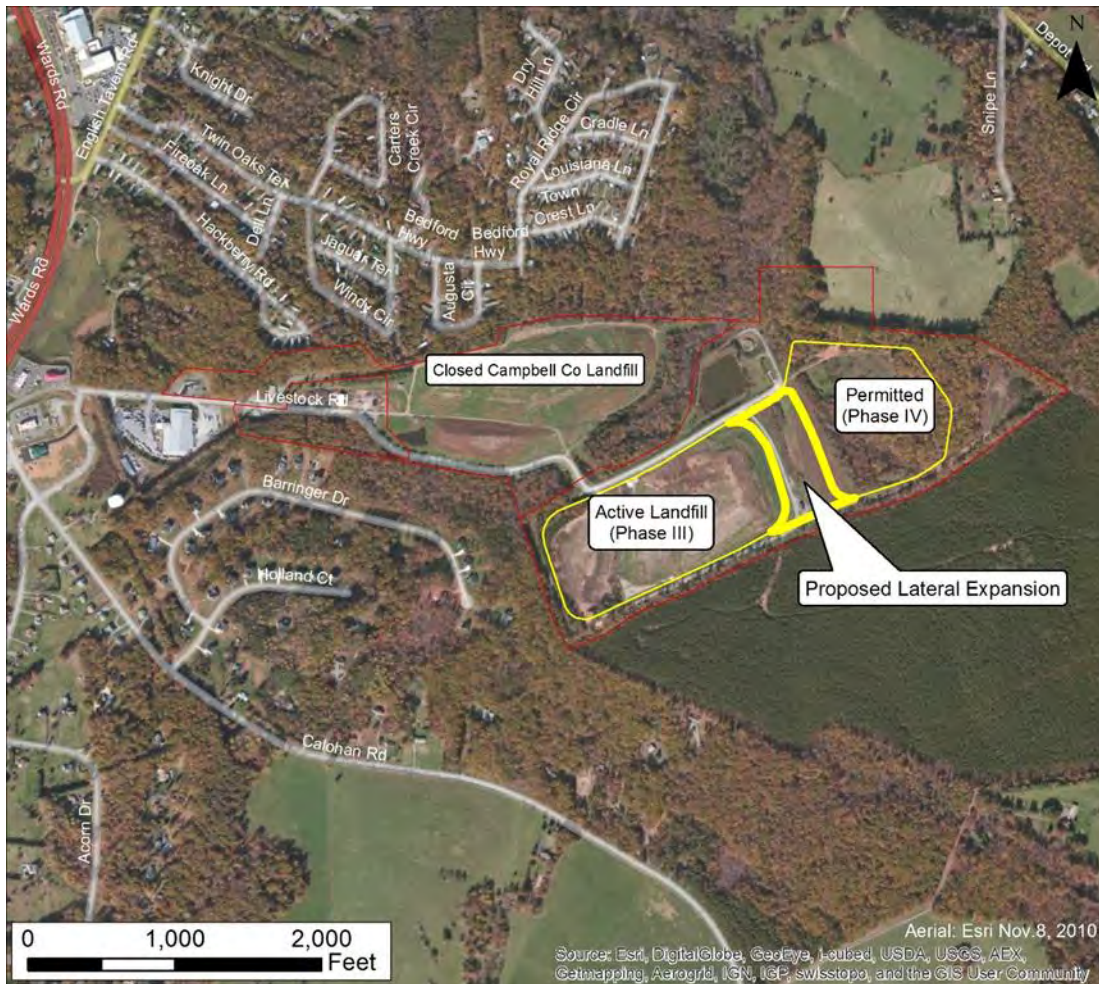 N
Wards Rd
English Tavern Rd
Knight Dr
Twin Oaks Ter
Fireoak Ln
Hackberry Rd
Dell Ln
Carters
Creek Cir
Dry
Hill Ln
Royal Ridge Cir
Cradle Ln
Louisiana Ln
Town
Crest Ln
Bedford
Hwy
Bedford
Hwy
Jaguar Ter
Windy Cir
Augusta
Cir
Snipe Ln
Depot
Wards Rd
Closed Campbell Co Landfill
Livestock Rd
Permitted
(Phase IV)
Active Landfill
(Phase III)
Proposed Lateral Expansion
Barringer Dr
Holland Ct
Calohan Rd
Acorn Dr
0 1,000 2,000
Feet
Aerial: Esri Nov.8, 2010
Source: Esri, DigitalGlobe, GeoEye, i-cubed, USDA, USGS, AEX,
Getmapping, Aerogrid, IGN, IGP, swisstopo, and the GIS User Community